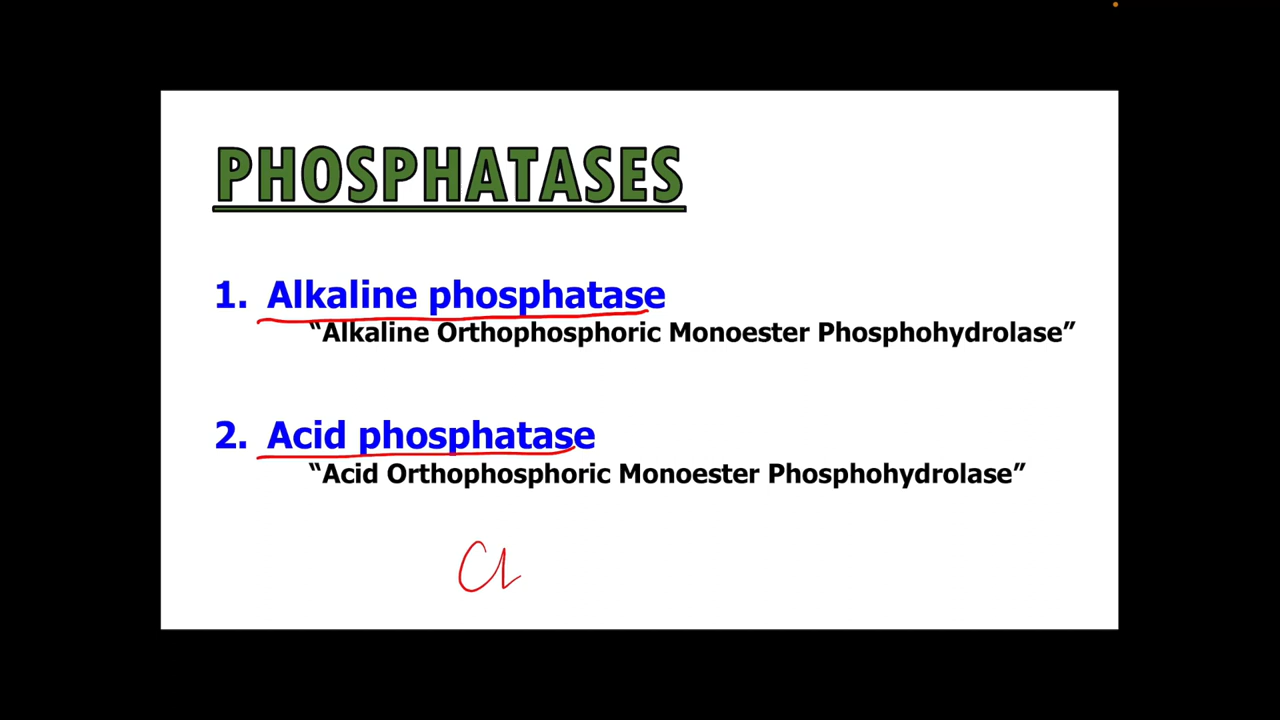 PHOSPHATASES
1. Alkaline phosphatase
“Alkaline Orthophosphoric Monoester Phosphohydrolase”
2. Acid phosphatase
“Acid Orthophosphoric Monoester Phosphohydrolase”